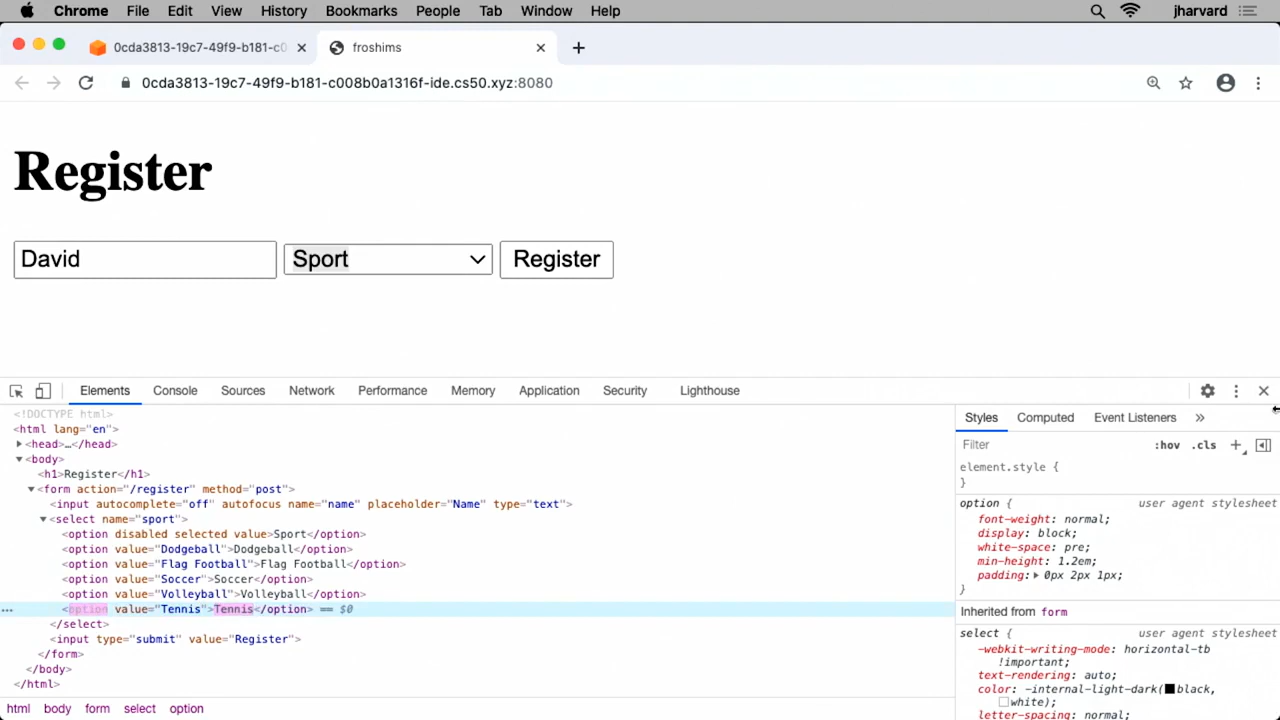 Chrome File Edit View History Bookmarks People Tab Window Help jharvard
0cda3813-19c7-49f9-b181-c0 froshims
0cda3813-19c7-49f9-b181-c008b0a1316f-ide.cs50.xyz:8080
Register
David Sport Register
Elements Console Sources Network Performance Memory Application Security Lighthouse
<!DOCTYPE html>
<html lang="en">
<head>…</head>
<body>
<h1>Register</h1>
<form action="/register" method="post">
<input autocomplete="off" autofocus name="name" placeholder="Name" type="text">
<select name="sport">
<option disabled selected value>Sport</option>
<option value="Dodgeball">Dodgeball</option>
<option value="Flag Football">Flag Football</option>
<option value="Soccer">Soccer</option>
<option value="Volleyball">Volleyball</option>
… <option value="Tennis">Tennis</option> == $0
</select>
<input type="submit" value="Register">
</form>
</body>
</html>
html body form select option
Styles Computed Event Listeners »
Filter :hov .cls +
element.style {
}
option { user agent stylesheet
font-weight: normal;
display: block;
white-space: pre;
min-height: 1.2em;
padding: 0px 2px 1px;
}
Inherited from form
select { user agent stylesheet
-webkit-writing-mode: horizontal-tb
!important;
text-rendering: auto;
color: -internal-light-dark(black,
white);
letter-spacing: normal;